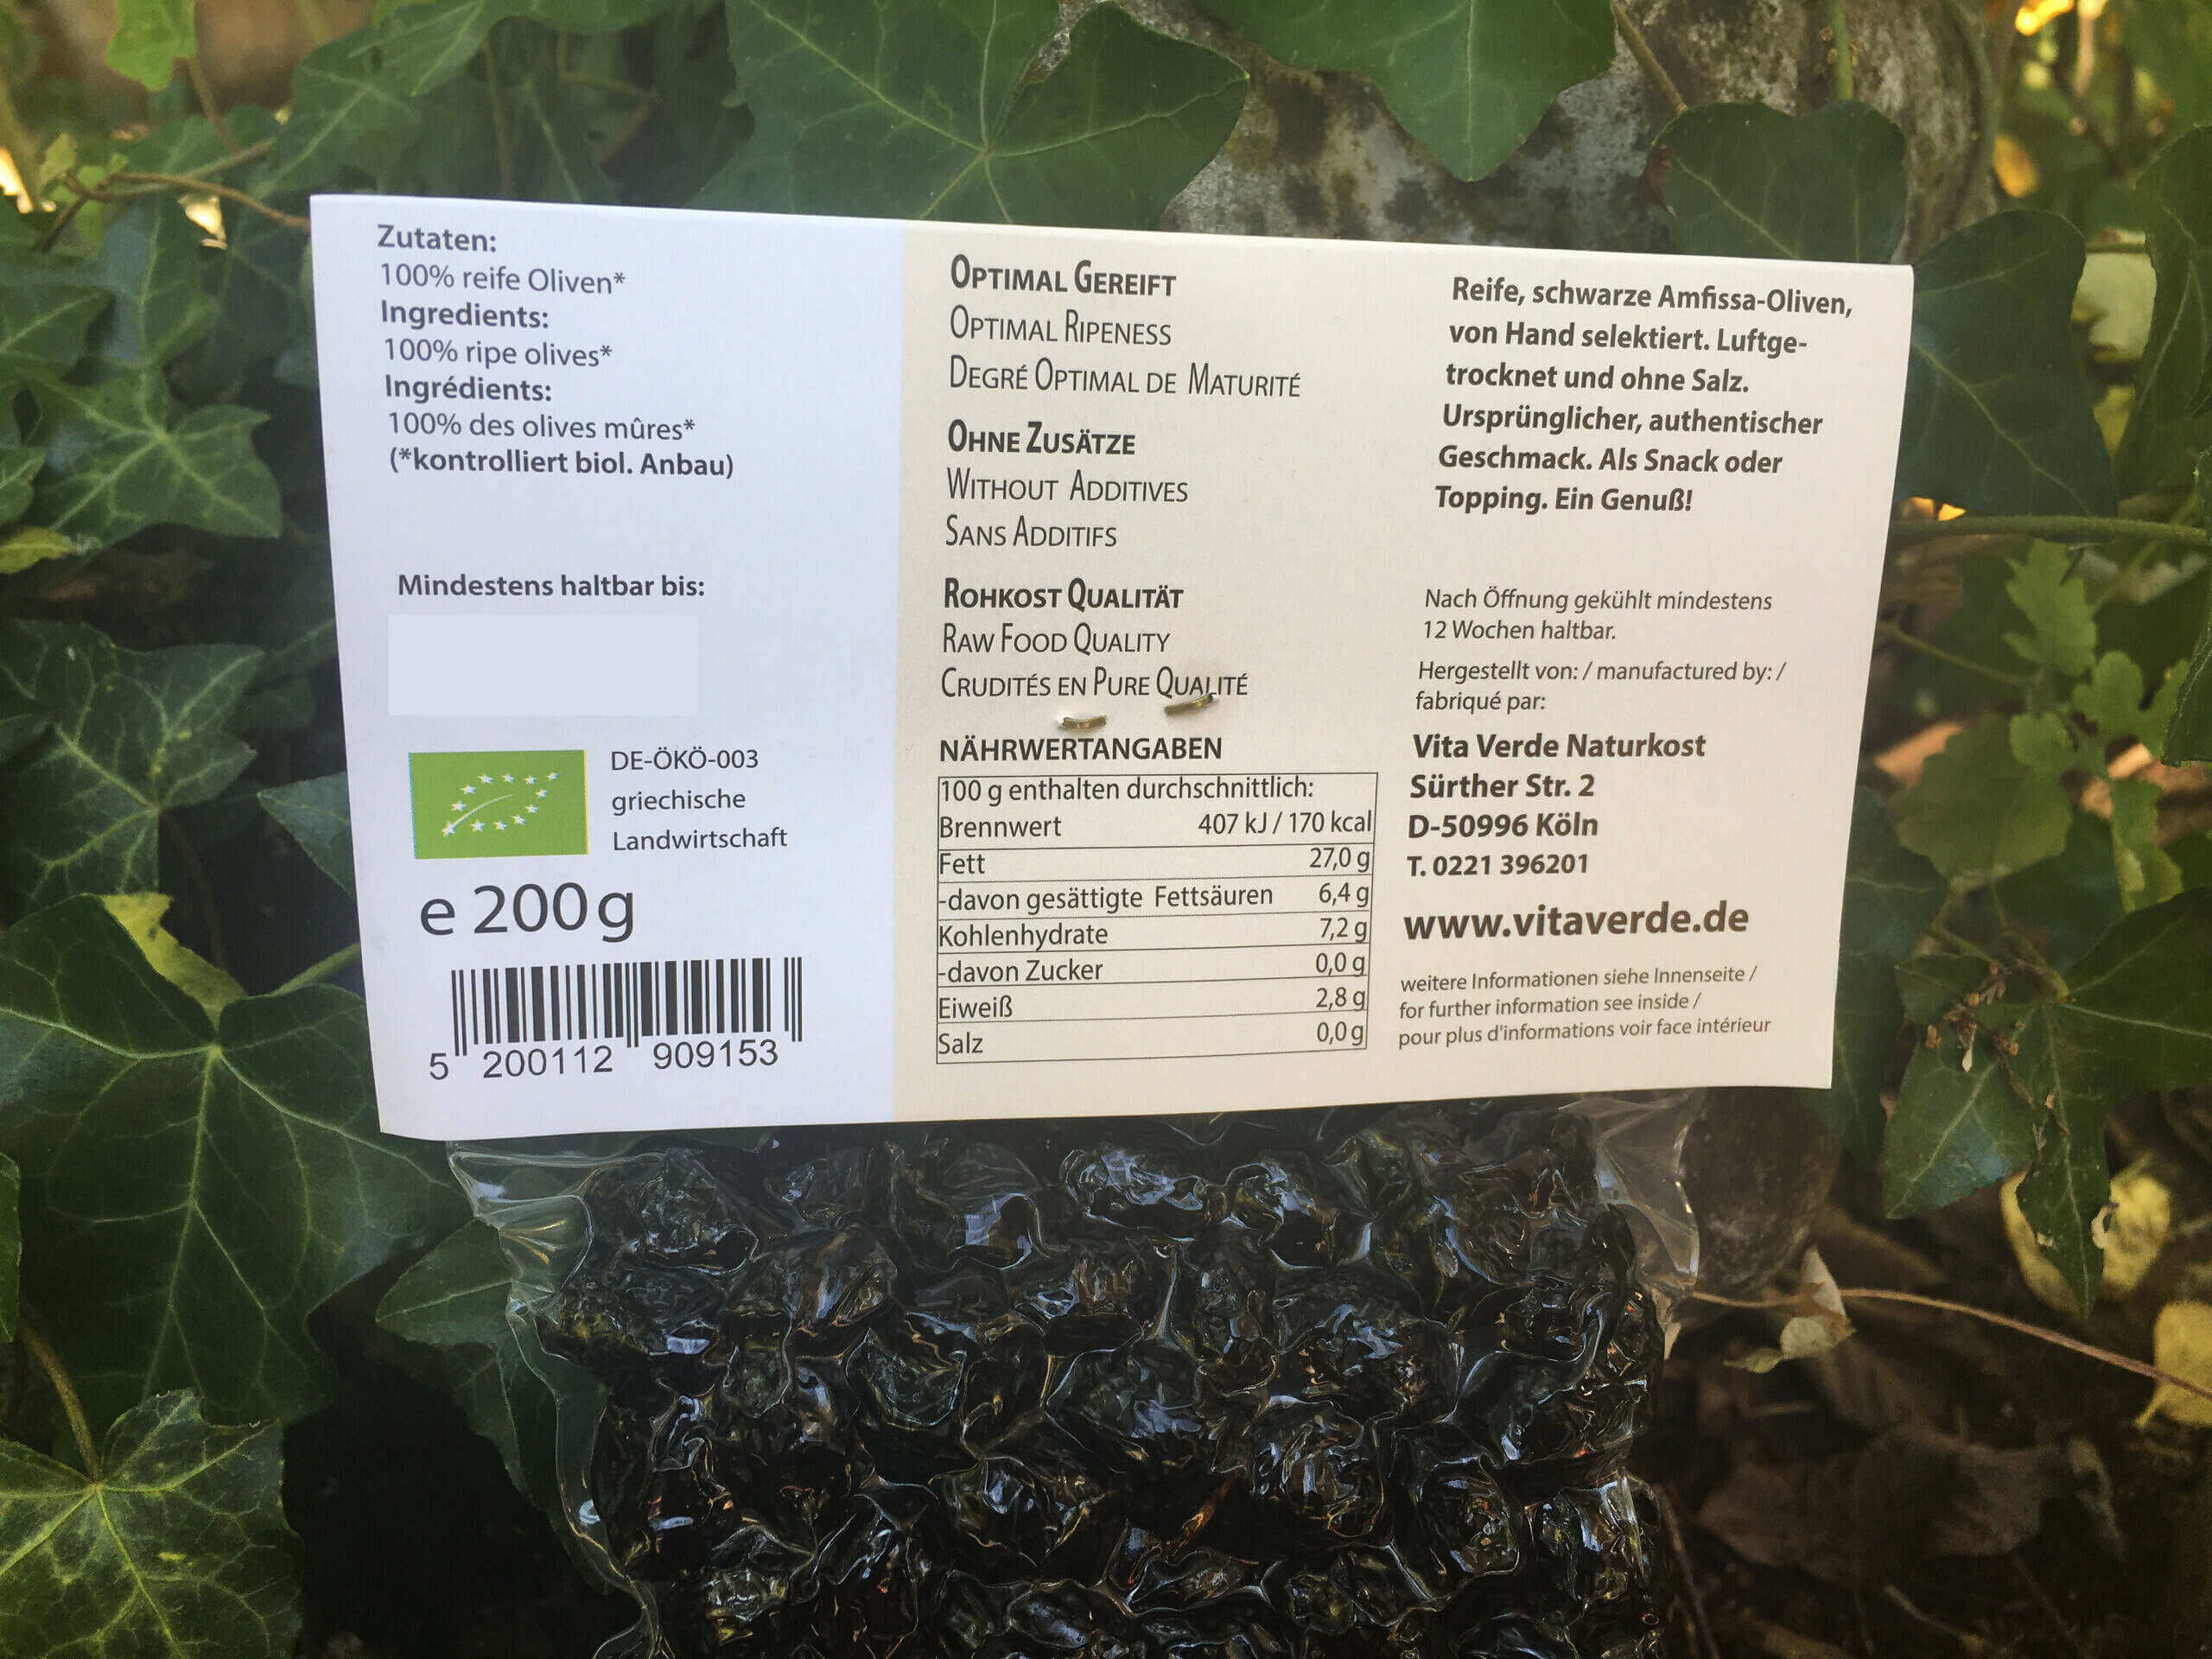 Zutaten:
100% reife Oliven*
Ingredients:
100% ripe olives*
Ingrédients:
100% des olives mûres*
(*kontrolliert biol. Anbau)
Mindestens haltbar bis:
DE-ÖKÖ-003
griechische
Landwirtschaft
e 200g
5 200112 909153
OPTIMAL GEREIFT
OPTIMAL RIPENESS
DEGRÉ OPTIMAL DE MATURITÉ
OHNE ZUSÄTZE
WITHOUT ADDITIVES
SANS ADDITIFS
ROHKOST QUALITÄT
RAW FOOD QUALITY
CRUDITÉS EN PURE QUALITÉ
NÄHRWERTANGABEN
100 g enthalten durchschnittlich:
Brennwert 407 kJ / 170 kcal
Fett 27,0 g
-davon gesättigte Fettsäuren 6,4 g
Kohlenhydrate 7,2 g
-davon Zucker 0,0 g
Eiweiß 2,8 g
Salz 0,0 g
Reife, schwarze Amfissa-Oliven,
von Hand selektiert. Luftge-
trocknet und ohne Salz.
Ursprünglicher, authentischer
Geschmack. Als Snack oder
Topping. Ein Genuß!
Nach Öffnung gekühlt mindestens
12 Wochen haltbar.
Hergestellt von: / manufactured by: /
fabriqué par:
Vita Verde Naturkost
Sürther Str. 2
D-50996 Köln
T. 0221 396201
www.vitaverde.de
weitere Informationen siehe Innenseite /
for further information see inside /
pour plus d'informations voir face intérieur